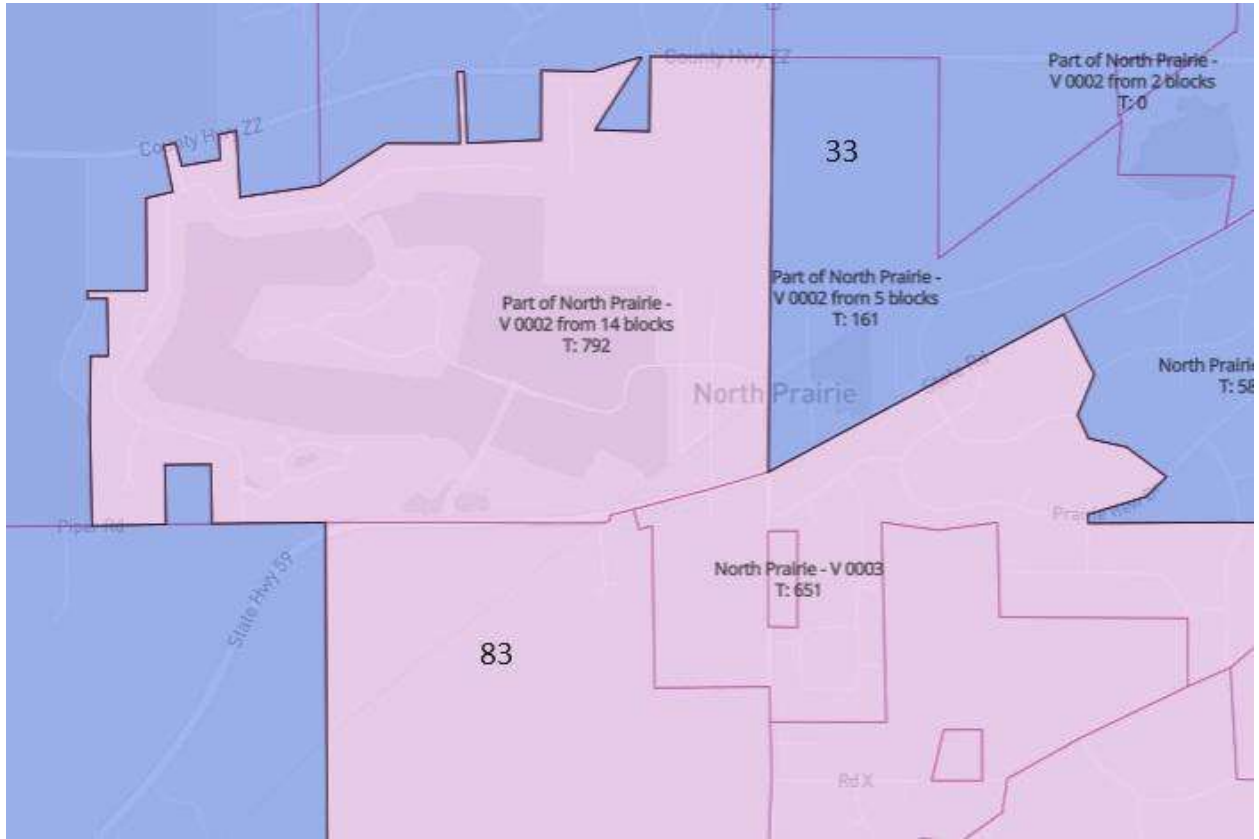 County Hwy ZZ
Part of North Prairie -
V 0002 from 2 blocks
T: 0
County Hwy ZZ
33
Part of North Prairie -
V 0002 from 5 blocks
T: 161
Part of North Prairie -
V 0002 from 14 blocks
T: 792
North Prairie
T: 58
North Prairie
Piper Rd
State Hwy 59
North Prairie - V 0003
T: 651
83
Rd X